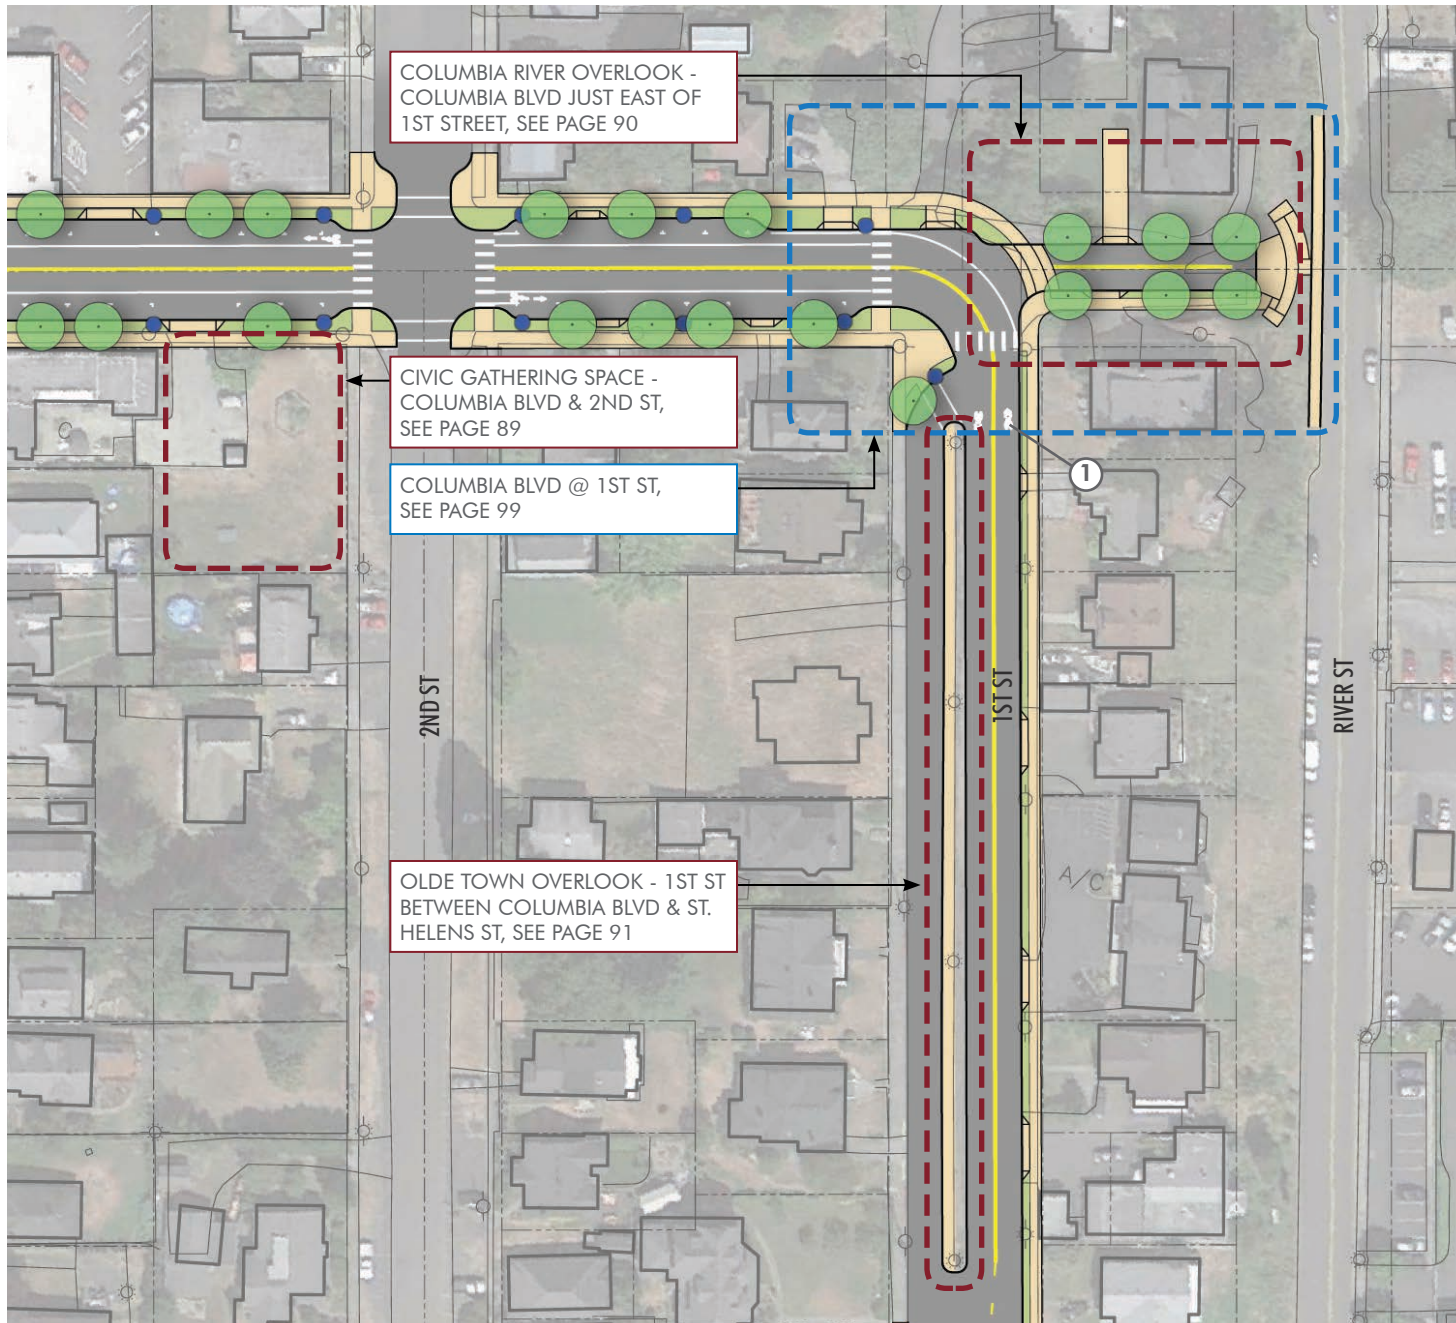 COLUMBIA RIVER OVERLOOK -
COLUMBIA BLVD JUST EAST OF
1ST STREET, SEE PAGE 90
CIVIC GATHERING SPACE -
COLUMBIA BLVD & 2ND ST,
SEE PAGE 89
COLUMBIA BLVD @ 1ST ST,
SEE PAGE 99
1
2ND ST
1ST ST
RIVER ST
OLDE TOWN OVERLOOK - 1ST ST
BETWEEN COLUMBIA BLVD & ST.
HELENS ST, SEE PAGE 91
A/C